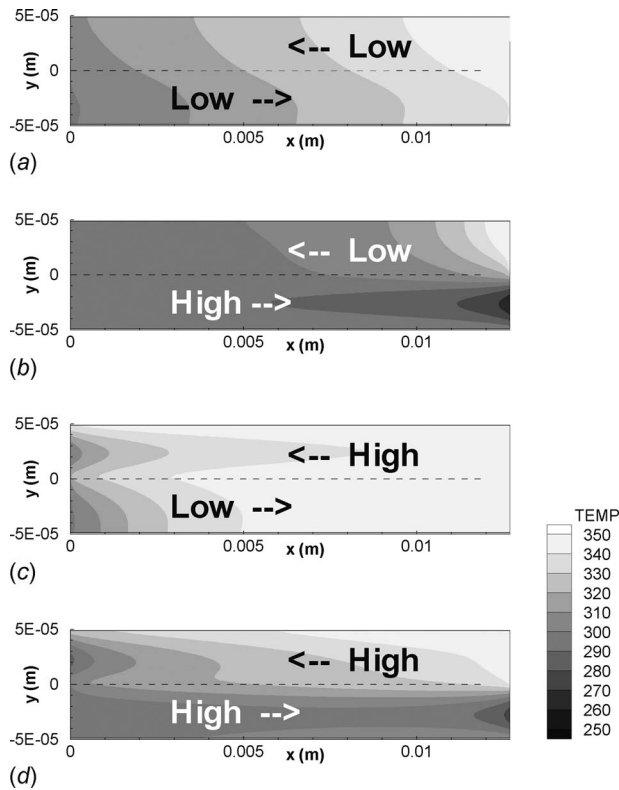 5E-05
y (m)
0
-5E-05
<-- Low
Low -->
0
0.005
0.01
x (m)
(a)
5E-05
y (m)
0
-5E-05
<-- Low
High -->
0
0.005
0.01
x (m)
(b)
5E-05
y (m)
0
-5E-05
<-- High
Low -->
0
0.005
0.01
x (m)
(c)
5E-05
y (m)
0
-5E-05
<-- High
High -->
0
0.005
0.01
x (m)
(d)
TEMP
350
340
330
320
310
300
290
280
270
260
250